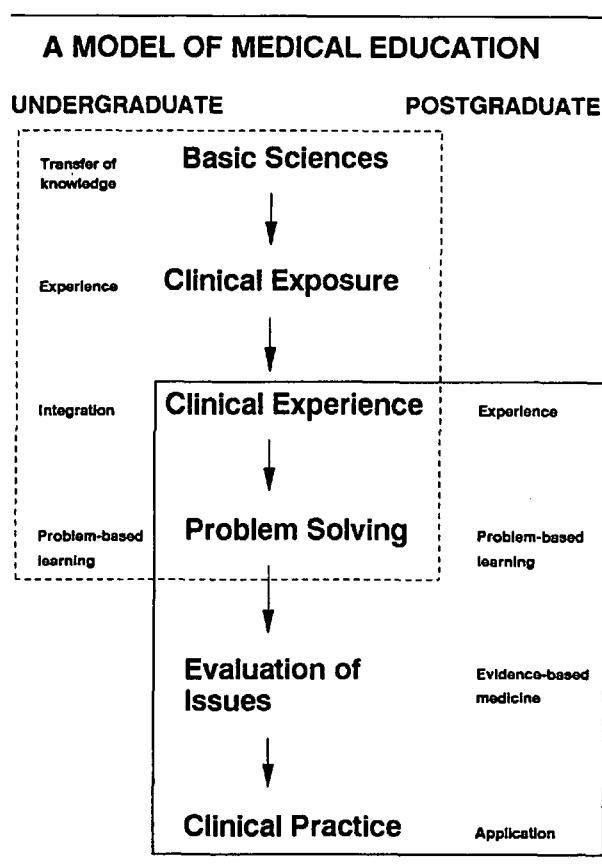 A MODEL OF MEDICAL EDUCATION
UNDERGRADUATE POSTGRADUATE
Transfer of Basic Sciences
knowledge
Experience Clinical Exposure
Integration Clinical Experience Experience
Problem-based Problem Solving Problem-based
learning learning
Evaluation of Evidence-based
Issues medicine
Clinical Practice Application